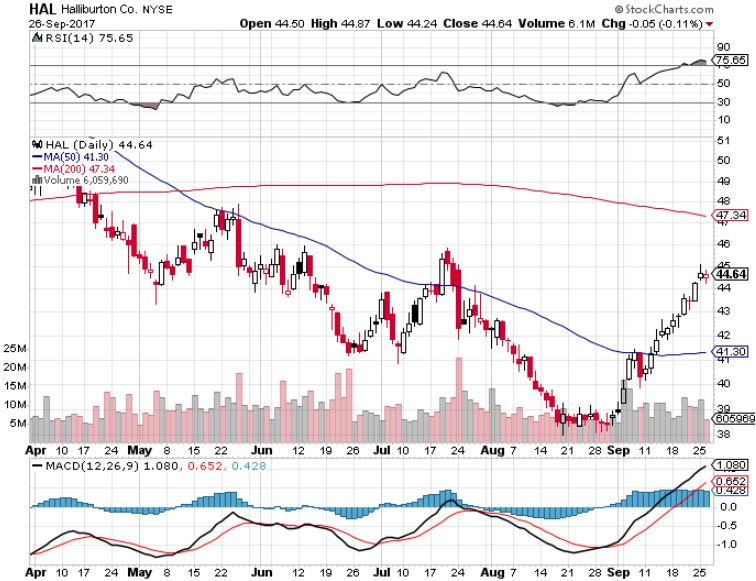 HAL Halliburton Co. NYSE © StockCharts.com
26-Sep-2017 Open 44.50 High 44.87 Low 44.24 Close 44.64 Volume 6.1M Chg -0.05 (-0.11%)
RSI(14) 75.65
90
75.65
50
30
10
HAL (Daily) 44.64
MA(50) 41.30
MA(200) 47.34
Volume 6,059,690
51
50
49
48
47.34
46
45
44.64
44
43
42
41.30
41
40
39
38
25M
20M
15M
10M
5M
605969
Apr 10 17 24 May 8 15 22 Jun 12 19 26 Jul 10 17 24 Aug 7 14 21 28 Sep 11 18 25
MACD(12,26,9) 1.080, 0.652, 0.428
1.080
0.652
0.428
0.0
-0.5
-1.0
Apr 10 17 24 May 8 15 22 Jun 12 19 26 Jul 10 17 24 Aug 7 14 21 28 Sep 11 18 25